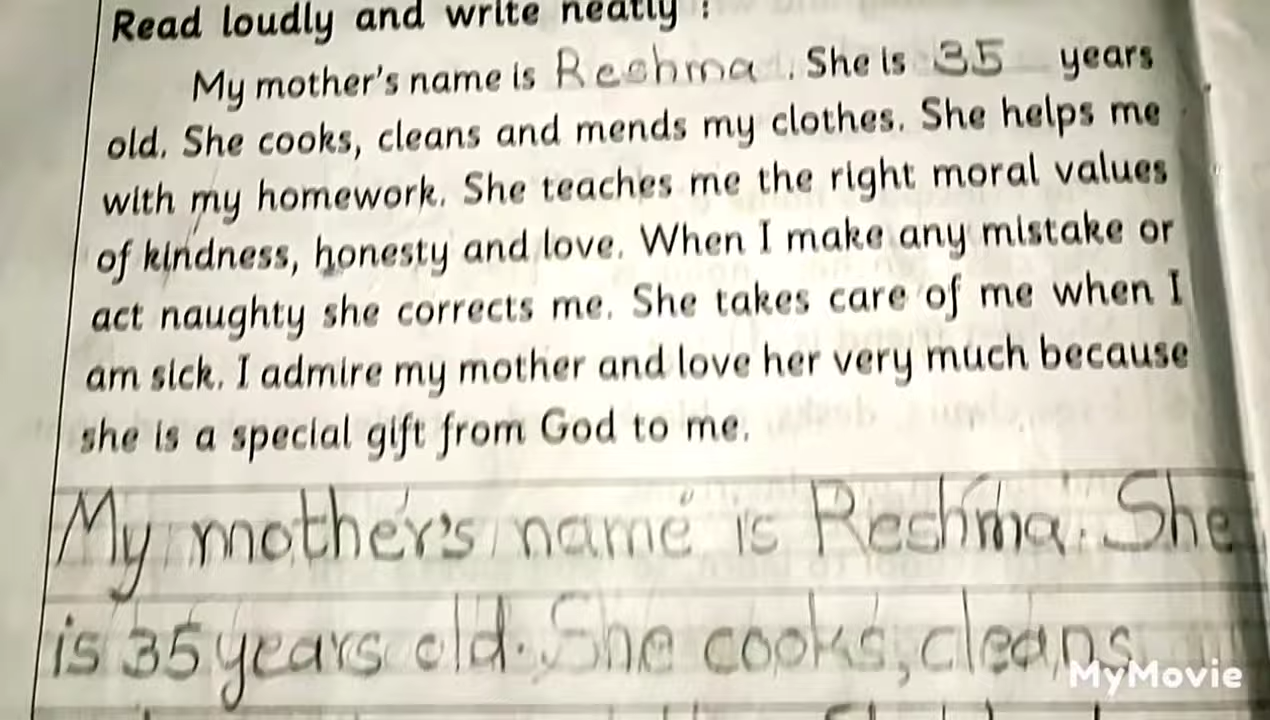 Read loudly and write neatly :
My mother's name is Reshma . She is 35 years
old. She cooks, cleans and mends my clothes. She helps me
with my homework. She teaches me the right moral values
of kindness, honesty and love. When I make any mistake or
act naughty she corrects me. She takes care of me when I
am sick. I admire my mother and love her very much because
she is a special gift from God to me.
My mother's name is Reshma. She
is 35 years old. She cooks, cleans
MyMovie